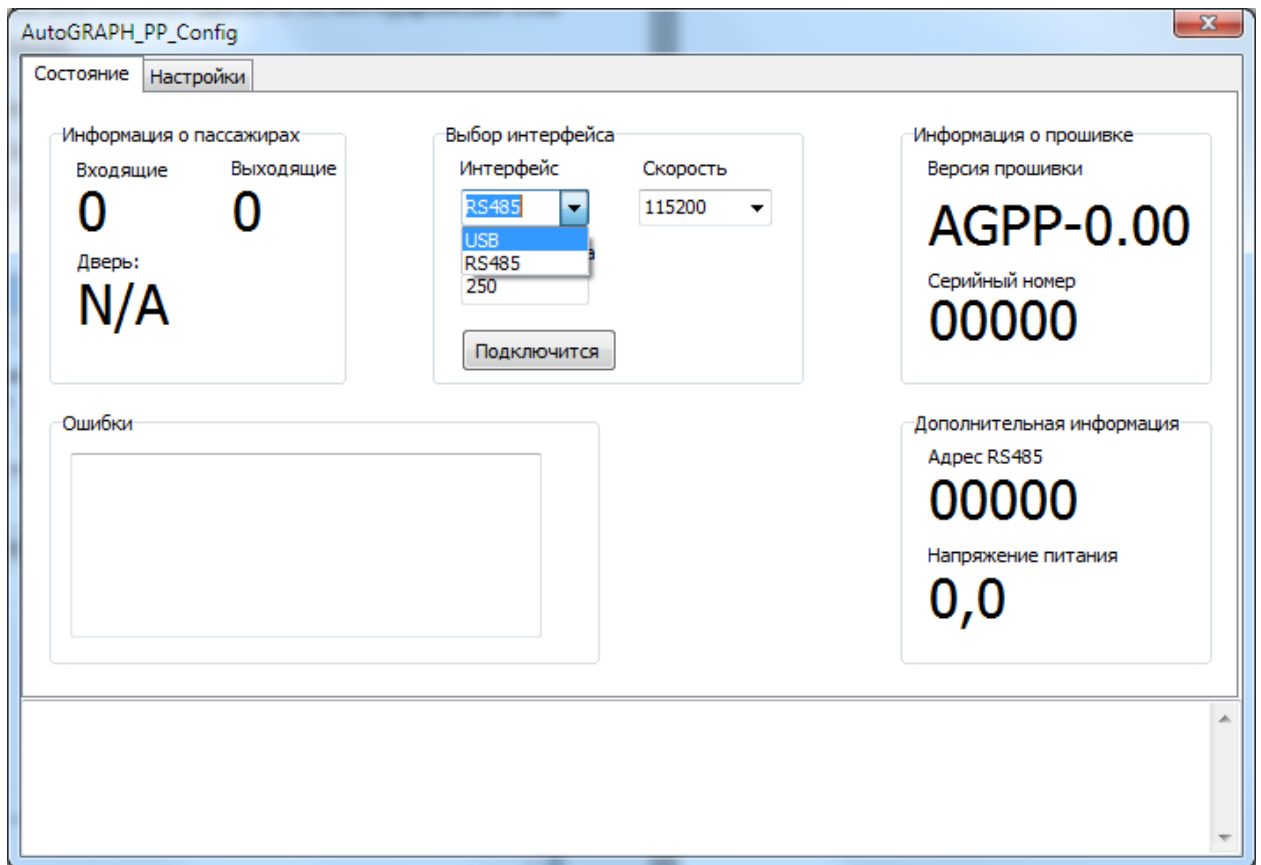 AutoGRAPH_PP_Config
Состояние
Настройки
Информация о пассажирах
Входящие
Выходящие
0
0
Дверь:
N/A
Выбор интерфейса
Интерфейс
Скорость
RS485
115200
USB
RS485
250
Подключится
Информация о прошивке
Версия прошивки
AGPP-0.00
Серийный номер
00000
Ошибки
Дополнительная информация
Адрес RS485
00000
Напряжение питания
0,0